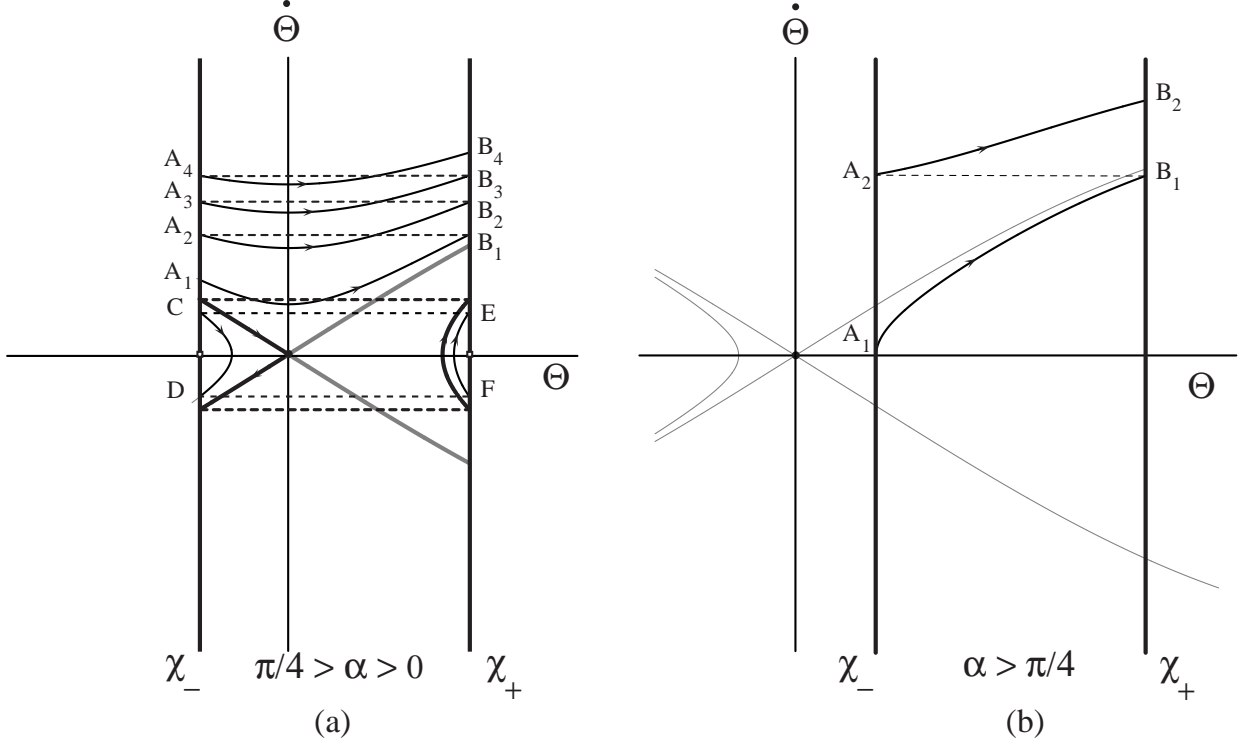 Θ̇
A₄
B₄
A₃
B₃
A₂
B₂
A₁
B₁
C
E
D
F
Θ
χ₋
π/4 > α > 0
χ₊
(a)
Θ̇
B₂
A₂
B₁
A₁
Θ
χ₋
α > π/4
χ₊
(b)